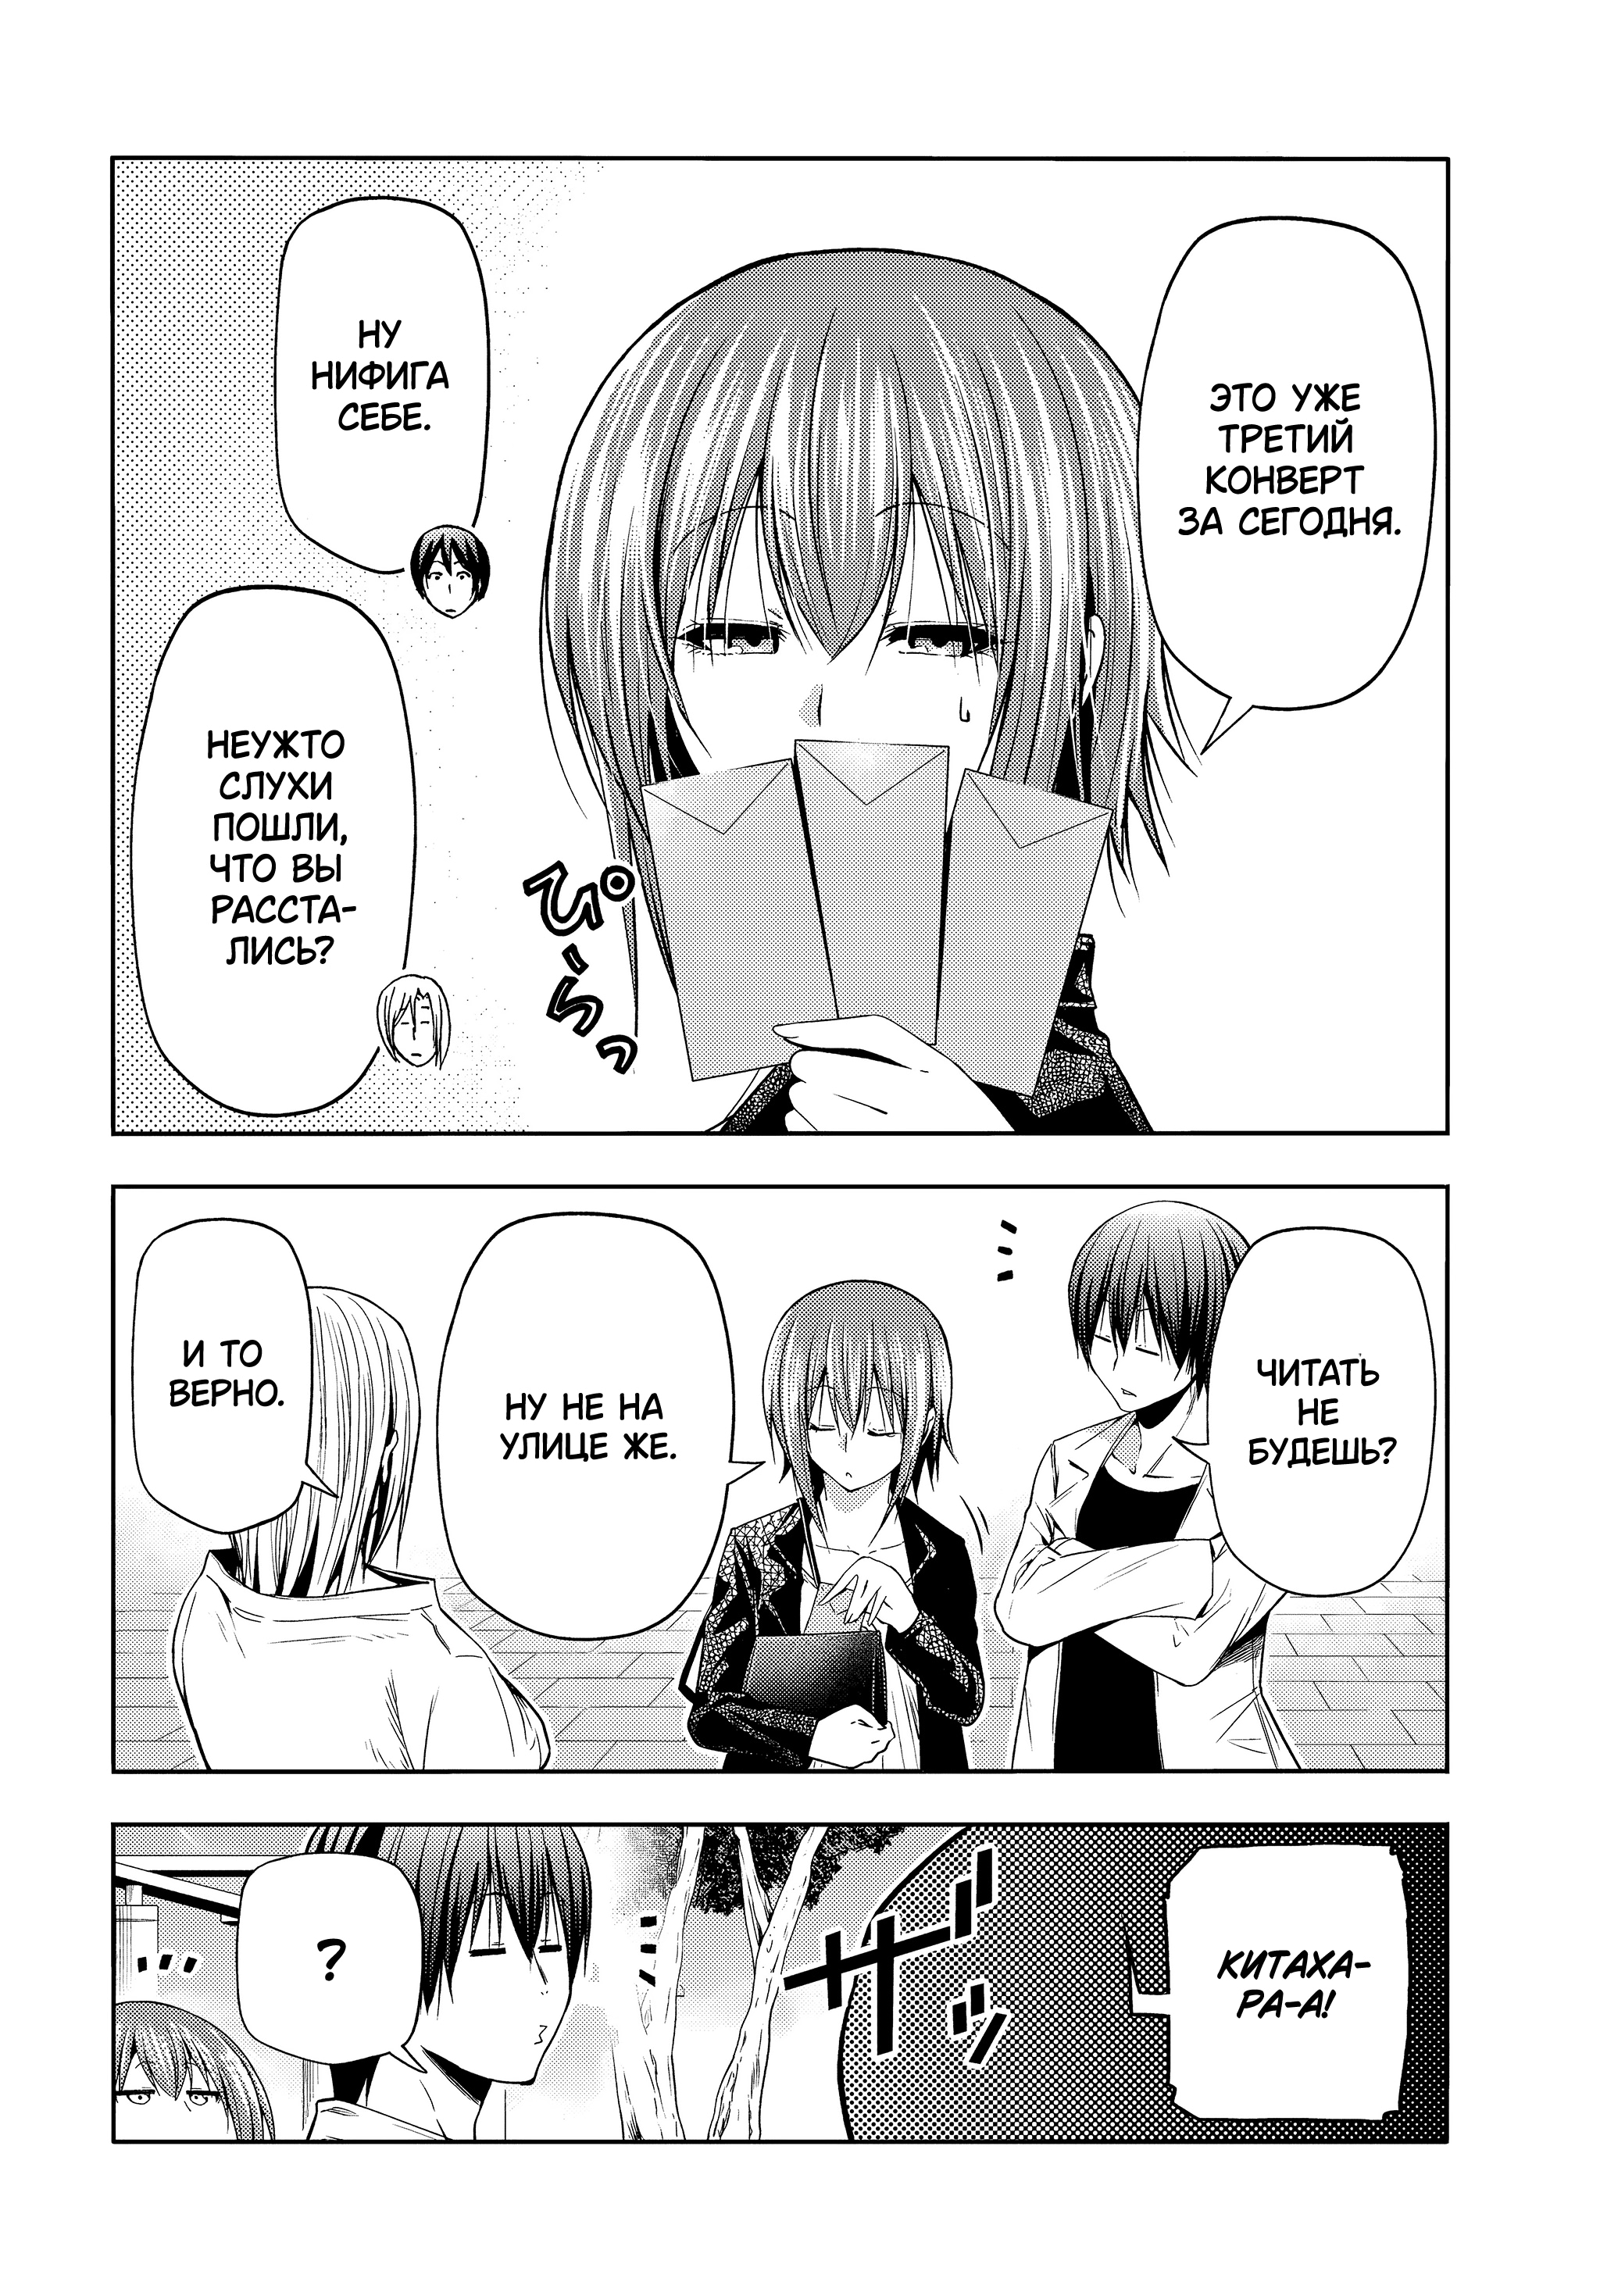 ЭТО УЖЕ
ТРЕТИЙ
КОНВЕРТ
ЗА СЕГОДНЯ.
НУ
НИФИГА
СЕБЕ.
НЕУЖТО
СЛУХИ
ПОШЛИ,
ЧТО ВЫ
РАССТА-
ЛИСЬ?
ぴらっ
ЧИТАТЬ
НЕ
БУДЕШЬ?
НУ НЕ НА
УЛИЦЕ ЖЕ.
И ТО
ВЕРНО.
КИТАХА-
РА-А!
ザッ
?